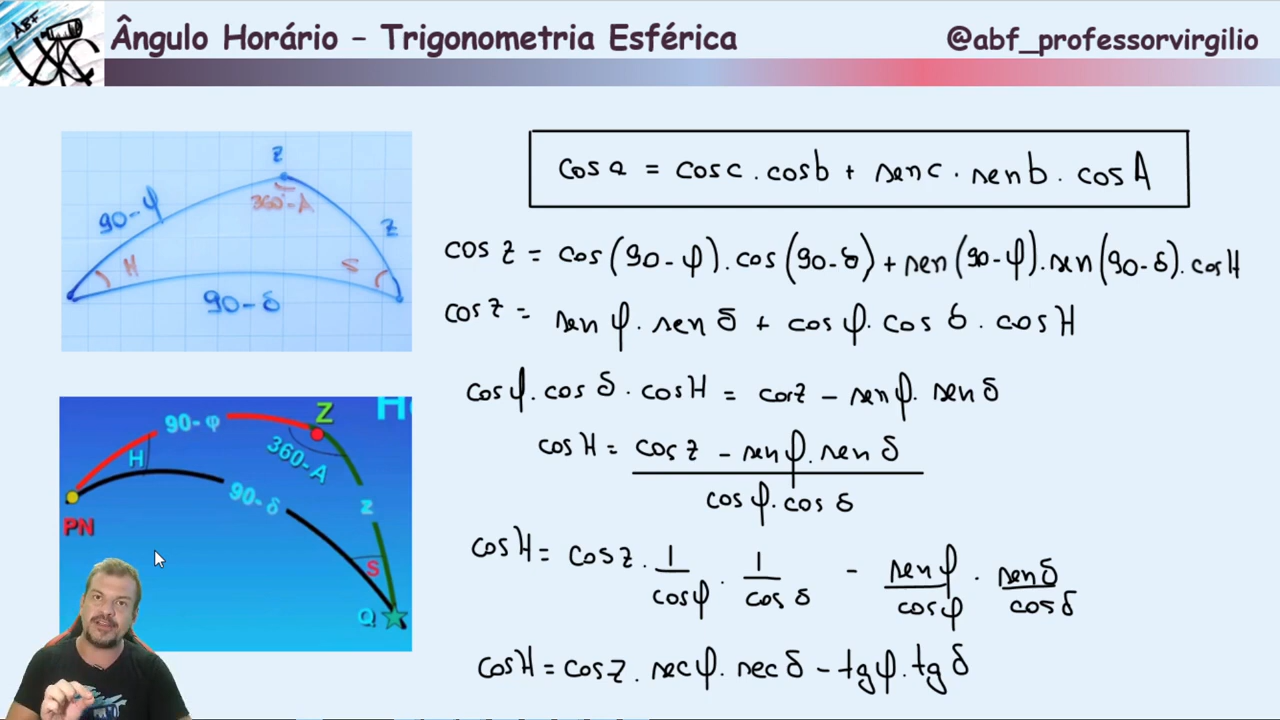 ABF
Ângulo Horário – Trigonometria Esférica
@abf_professorvirgilio
Z
90-φ
360°-A
z
H
S
90-δ
cos a = cos c . cos b + sen c . sen b . cos A
cos z = cos (90-φ) . cos (90-δ) + sen (90-φ) . sen (90-δ) . cos H
cos z = sen φ . sen δ + cos φ . cos δ . cos H
cos φ . cos δ . cos H = cos z - sen φ . sen δ
cos H = cos z - sen φ . sen δ
cos φ . cos δ
cos H = cos z . 1/cos φ . 1/cos δ - sen φ/cos φ . sen δ/cos δ
cos H = cos z . sec φ . sec δ - tg φ . tg δ
90-φ
Z
H
360-A
90-δ
z
PN
S
Q